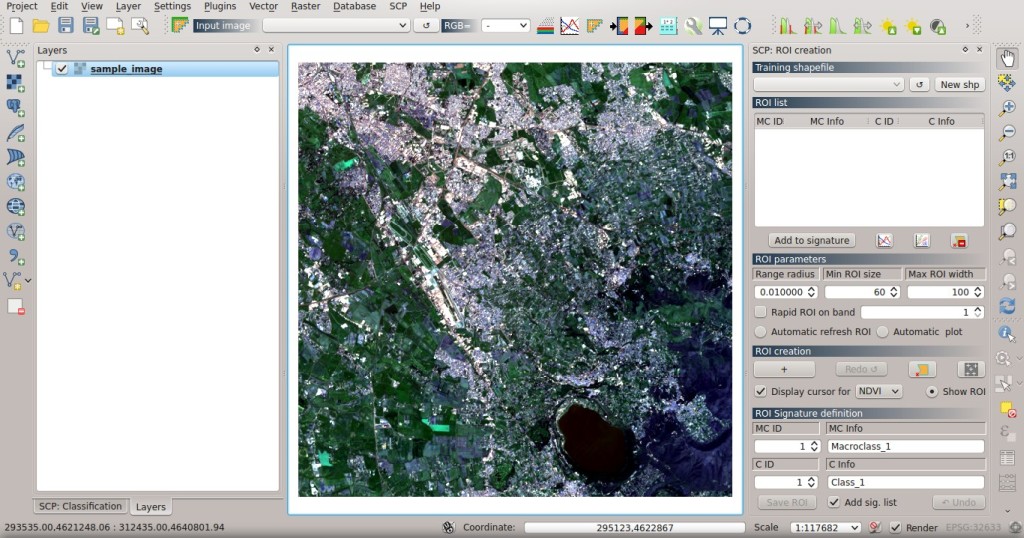 Project Edit View Layer Settings Plugins Vector Raster Database SCP Help
Input image RGB= -
Layers
sample_image
SCP: Classification Layers
SCP: ROI creation
Training shapefile
New shp
ROI list
MC ID MC Info C ID C Info
Add to signature
ROI parameters
Range radius Min ROI size Max ROI width
0.010000 60 100
Rapid ROI on band 1
Automatic refresh ROI Automatic plot
ROI creation
+ Redo
Display cursor for NDVI Show ROI
ROI Signature definition
MC ID MC Info
1 Macroclass_1
C ID C Info
1 Class_1
Save ROI Add sig. list Undo
293535.00,4621248.06 : 312435.00,4640801.94 Coordinate: 295123,4622867 Scale 1:117682 Render EPSG:32633